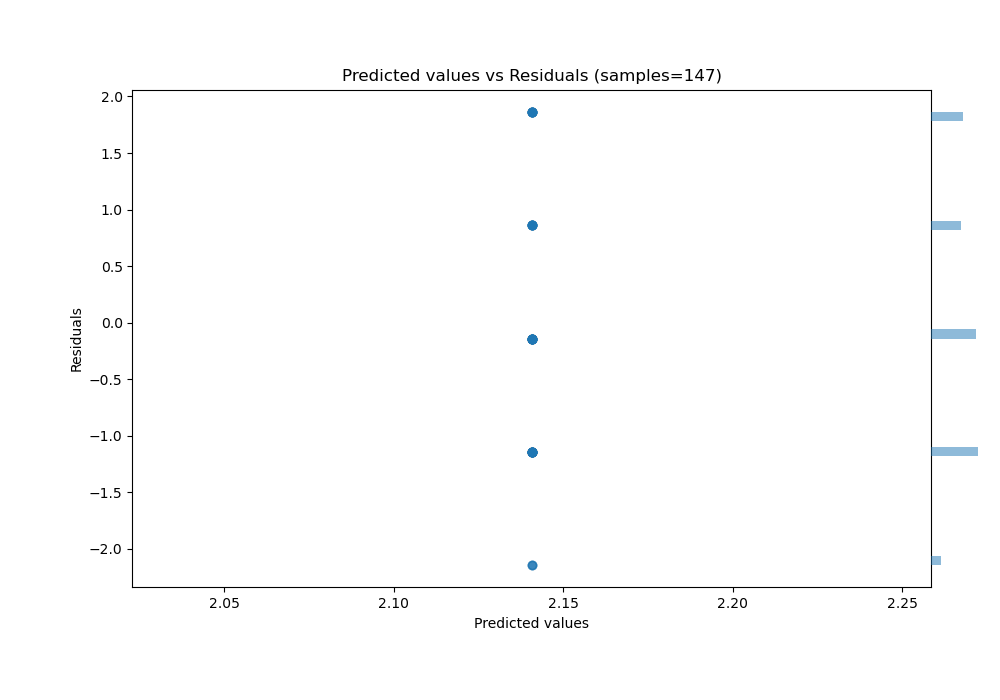 Predicted values vs Residuals (samples=147)
2.0
1.5
1.0
0.5
0.0
−0.5
−1.0
−1.5
−2.0
Residuals
2.05 2.10 2.15 2.20 2.25
Predicted values